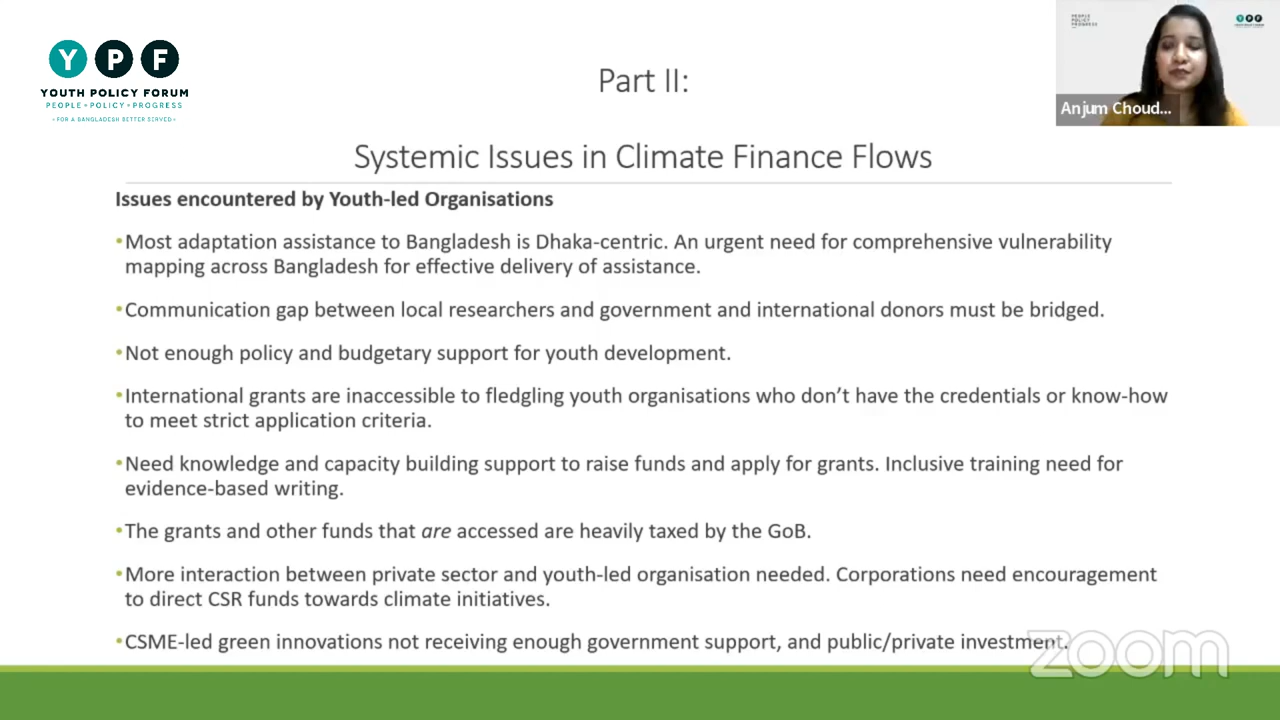 Y P F
YOUTH POLICY FORUM
PEOPLE • POLICY • PROGRESS
• FOR A BANGLADESH BETTER SERVED •
PEOPLE
POLICY
PROGRESS
YPF
Anjum Choud...
Part II:
Systemic Issues in Climate Finance Flows
Issues encountered by Youth-led Organisations
•Most adaptation assistance to Bangladesh is Dhaka-centric. An urgent need for comprehensive vulnerability
mapping across Bangladesh for effective delivery of assistance.
•Communication gap between local researchers and government and international donors must be bridged.
•Not enough policy and budgetary support for youth development.
•International grants are inaccessible to fledgling youth organisations who don't have the credentials or know-how
to meet strict application criteria.
•Need knowledge and capacity building support to raise funds and apply for grants. Inclusive training need for
evidence-based writing.
•The grants and other funds that are accessed are heavily taxed by the GoB.
•More interaction between private sector and youth-led organisation needed. Corporations need encouragement
to direct CSR funds towards climate initiatives.
•CSME-led green innovations not receiving enough government support, and public/private investment.
zoom